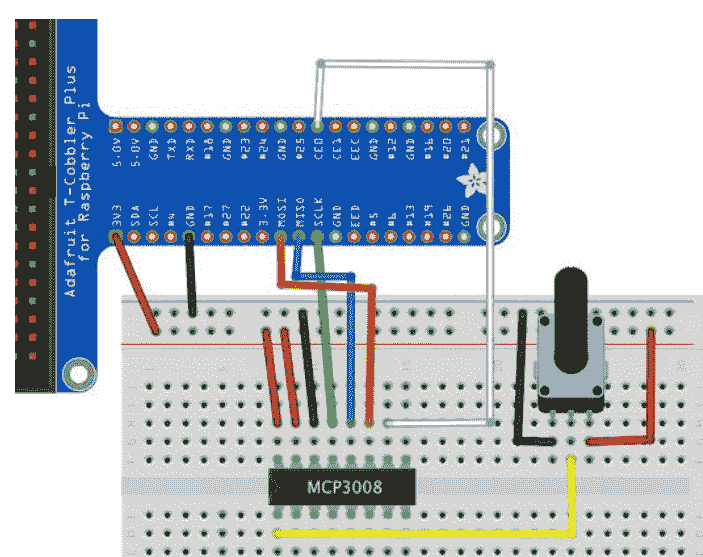 Adafruit T-Cobbler Plus
for Raspberry Pi
5.0V
5.0V
GND
TXD
RXD
#18
GND
#23
#24
GND
#25
CE0
CE1
EEC
GND
#12
GND
#16
#20
#21
3V3
SDA
SCL
#4
GND
#17
#27
#22
3.3V
MOSI
MISO
SCLK
GND
EED
#5
#6
#13
#19
#26
GND
MCP3008